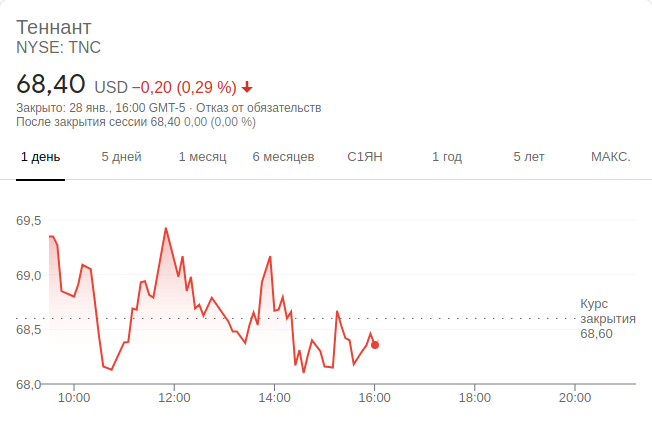 Теннант
NYSE: TNC
68,40 USD −0,20 (0,29 %)
Закрыто: 28 янв., 16:00 GMT-5 · Отказ от обязательств
После закрытия сессии 68,40 0,00 (0,00 %)
1 день 5 дней 1 месяц 6 месяцев С1ЯН 1 год 5 лет МАКС.
69,5
69,0
Курс
закрытия
68,60
68,5
68,0
10:00 12:00 14:00 16:00 18:00 20:00